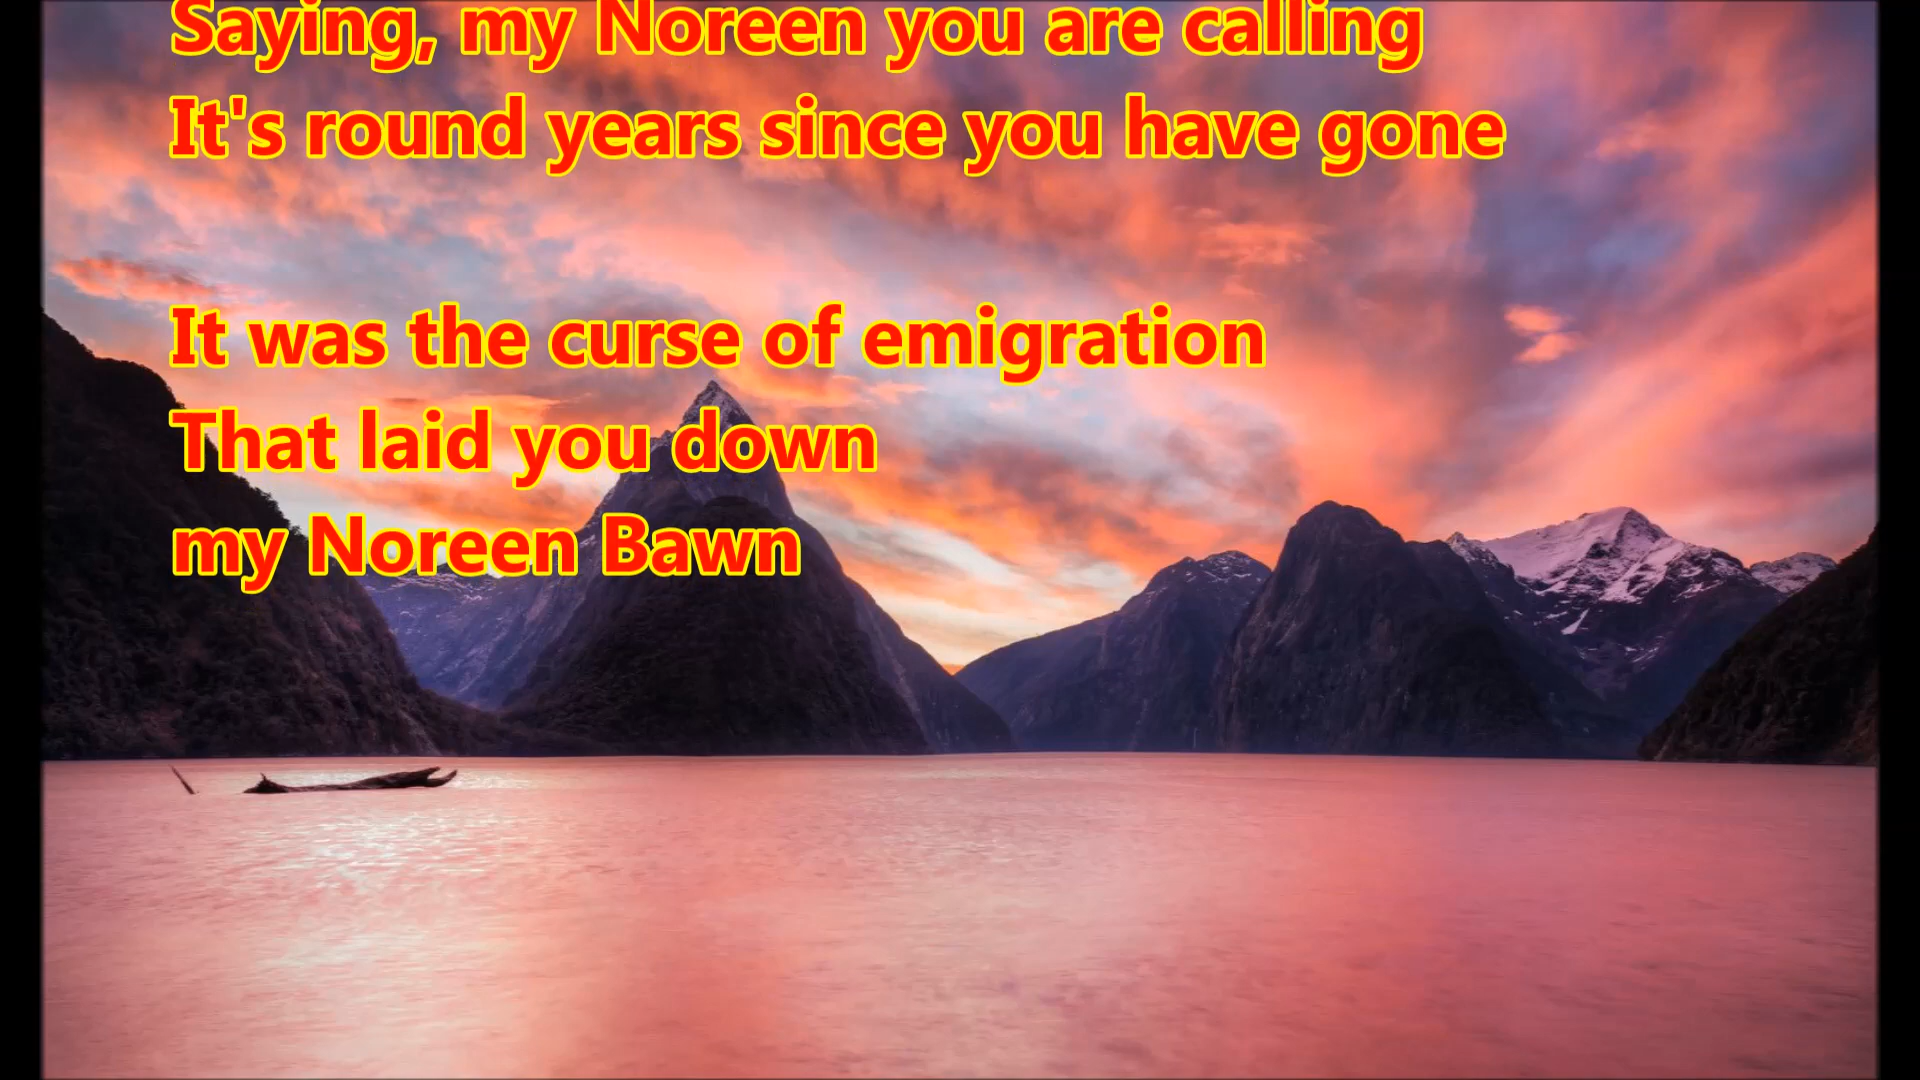 Saying, my Noreen you are calling
It's round years since you have gone
It was the curse of emigration
That laid you down
my Noreen Bawn